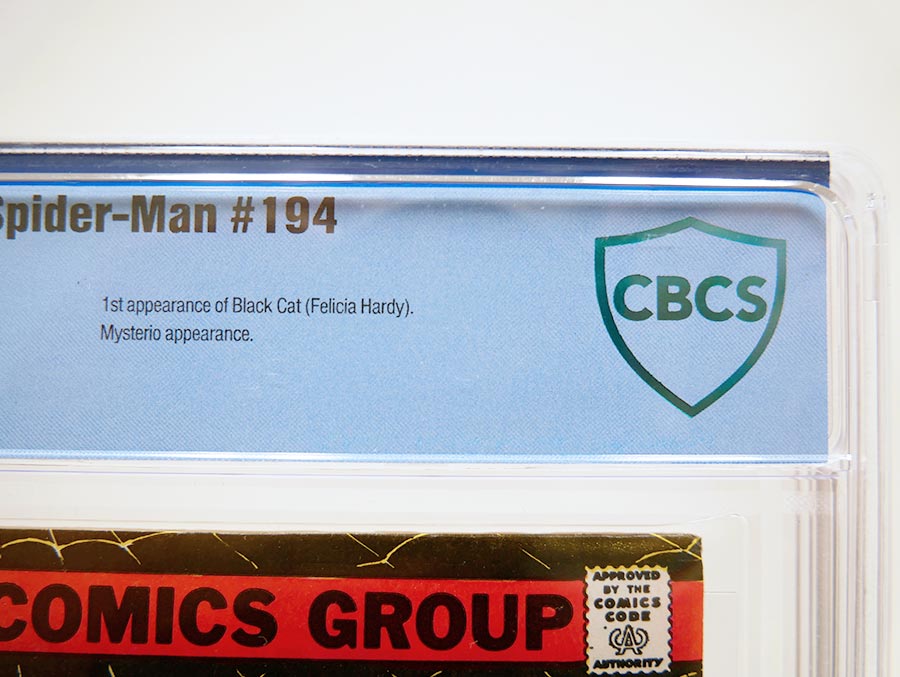 Spider-Man #194
1st appearance of Black Cat (Felicia Hardy).
Mysterio appearance.
CBCS
COMICS GROUP
APPROVED
BY THE
COMICS
CODE
CA
AUTHORITY